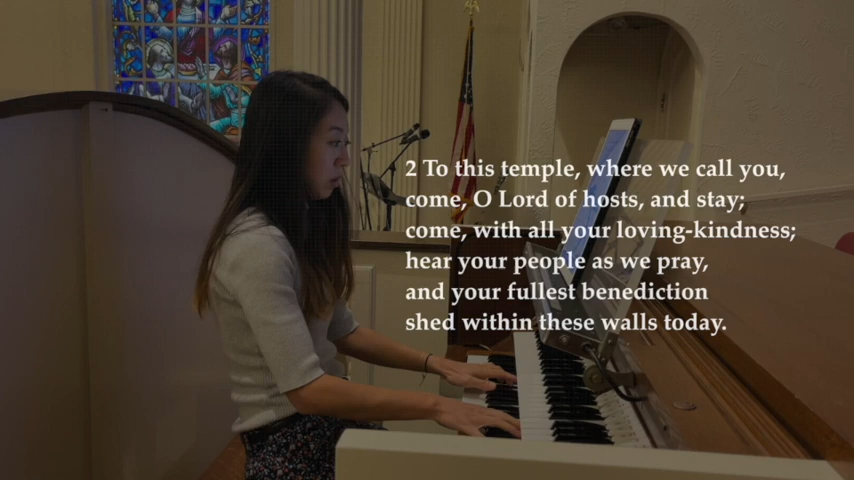 2 To this temple, where we call you,
come, O Lord of hosts, and stay;
come, with all your loving-kindness;
hear your people as we pray,
and your fullest benediction
shed within these walls today.